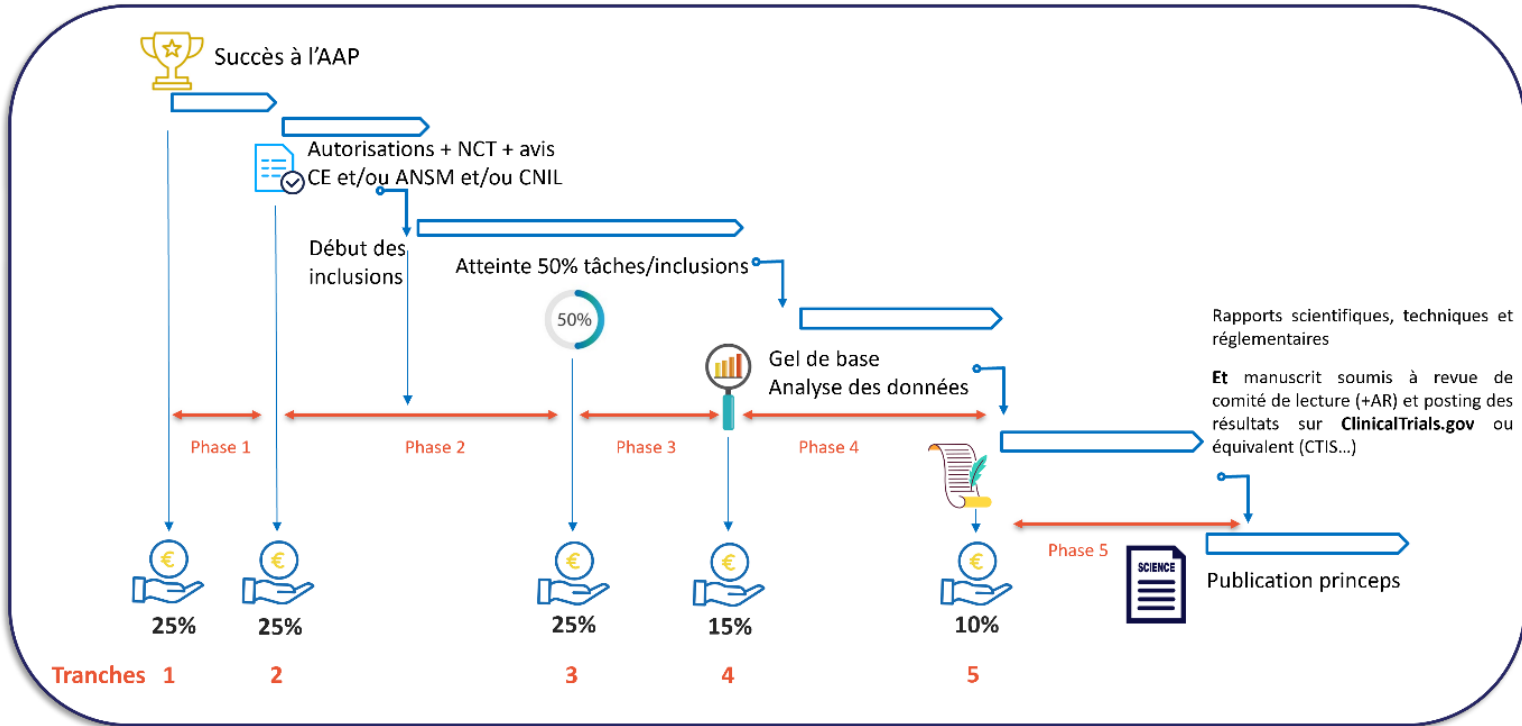 Succès à l'AAP
Autorisations + NCT + avis
CE et/ou ANSM et/ou CNIL
Début des
inclusions
Atteinte 50% tâches/inclusions
50%
Gel de base
Analyse des données
Rapports scientifiques, techniques et
réglementaires
Et manuscrit soumis à revue de
comité de lecture (+AR) et posting des
résultats sur ClinicalTrials.gov ou
équivalent (CTIS...)
Phase 1
Phase 2
Phase 3
Phase 4
Phase 5
SCIENCE
Publication princeps
€
€
€
€
€
25%
25%
25%
15%
10%
Tranches 1 2 3 4 5